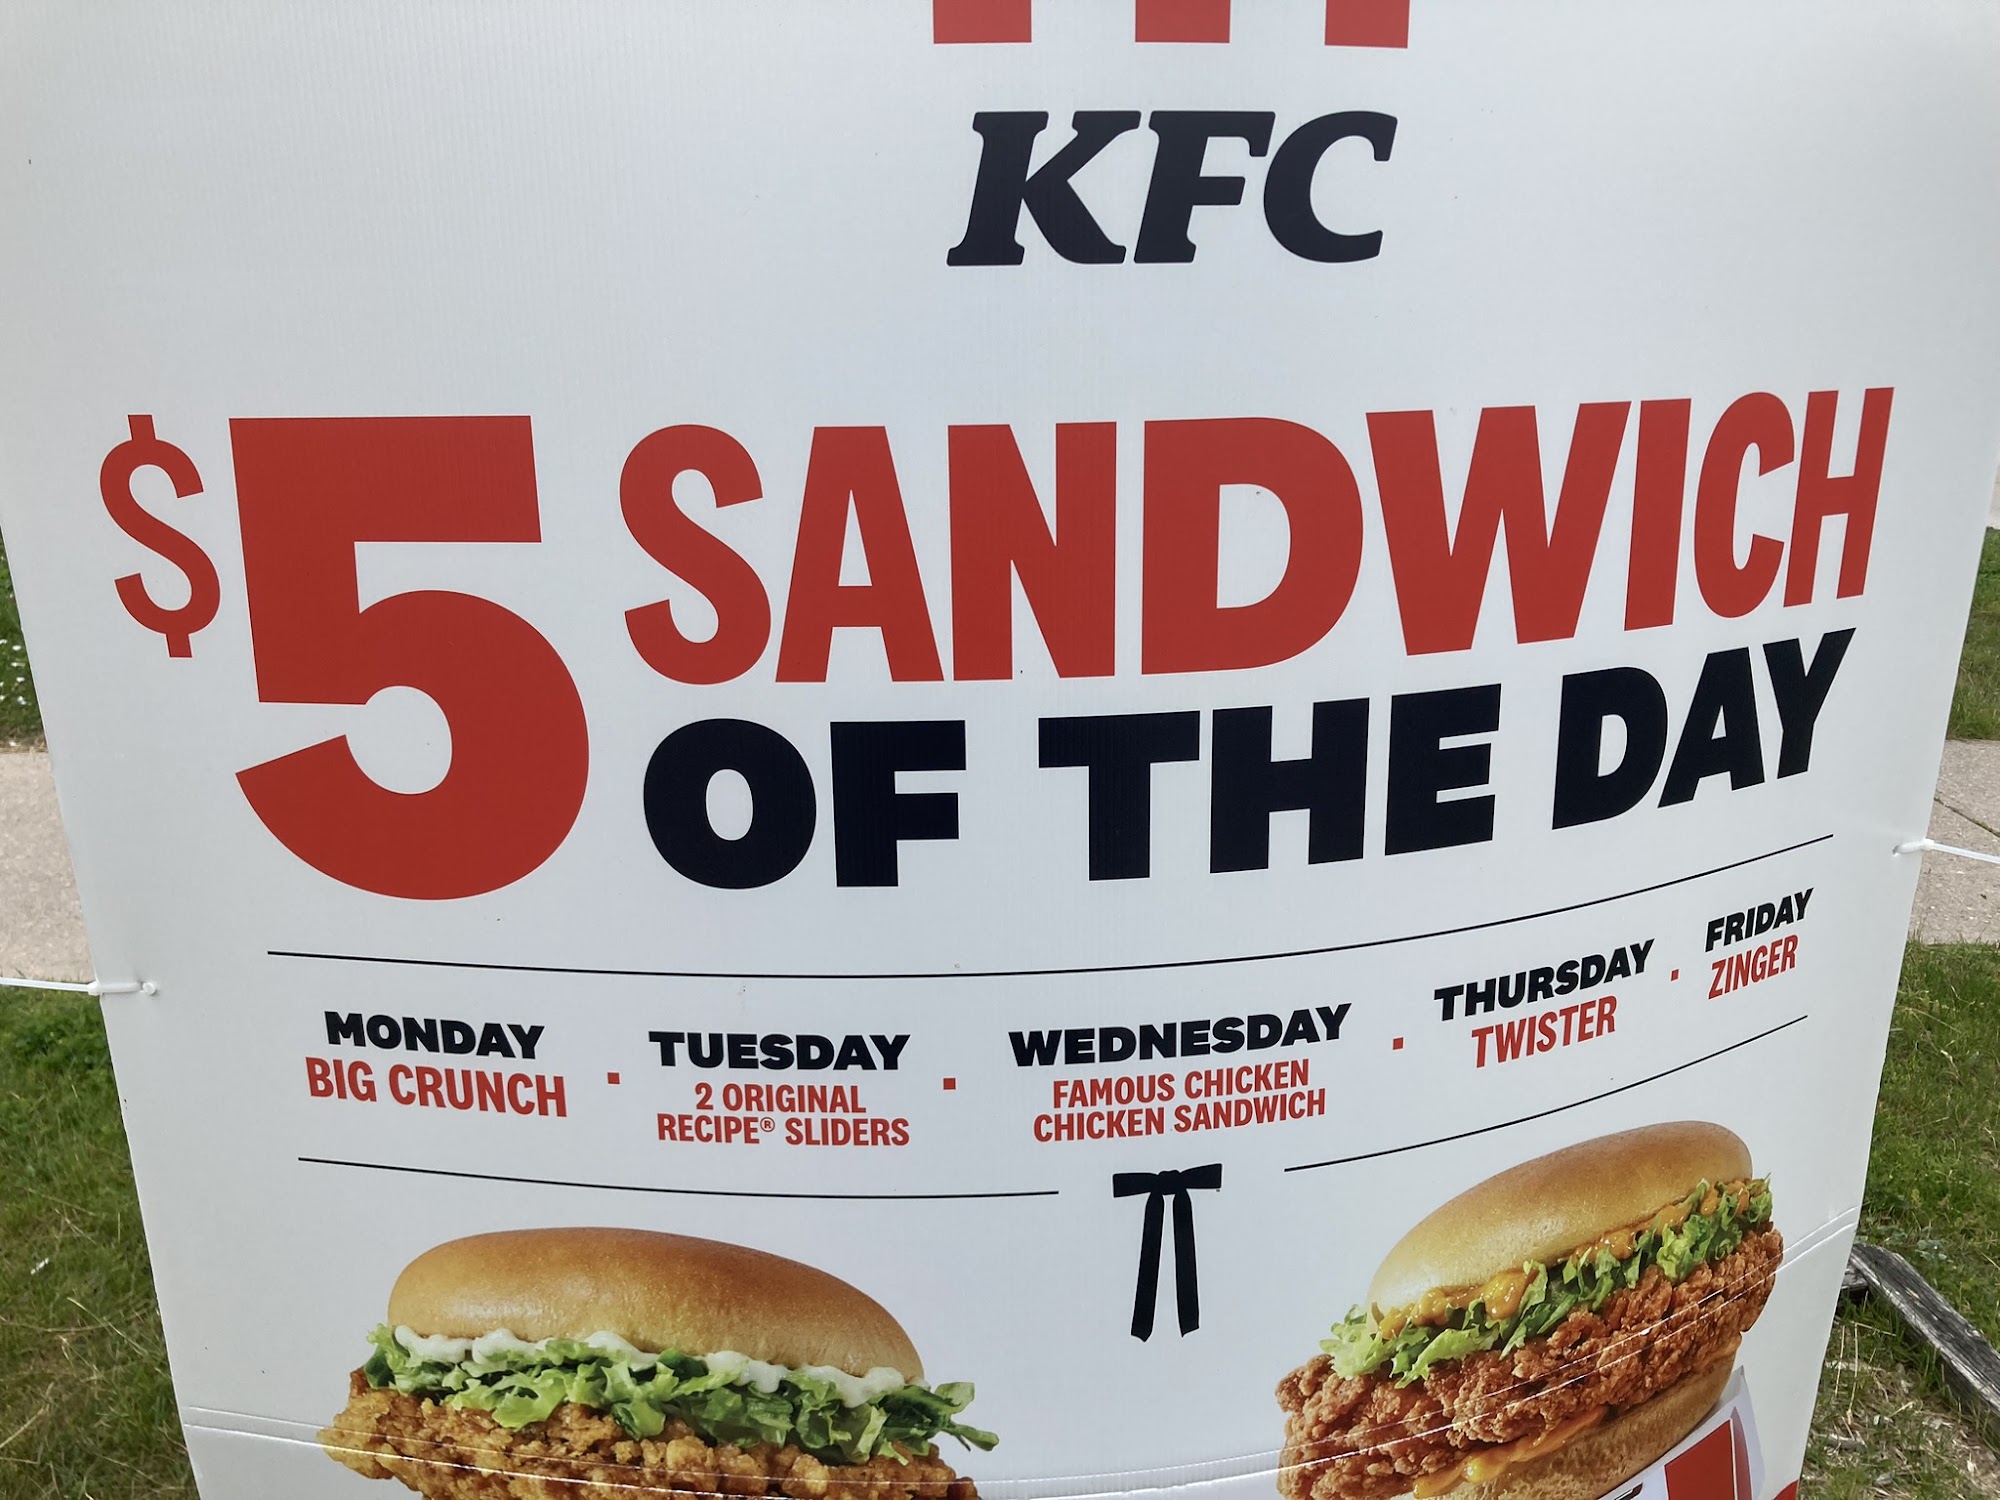 KFC
$5 SANDWICH
OF THE DAY
MONDAY
BIG CRUNCH
TUESDAY
2 ORIGINAL
RECIPE® SLIDERS
WEDNESDAY
FAMOUS CHICKEN
CHICKEN SANDWICH
THURSDAY
TWISTER
FRIDAY
ZINGER